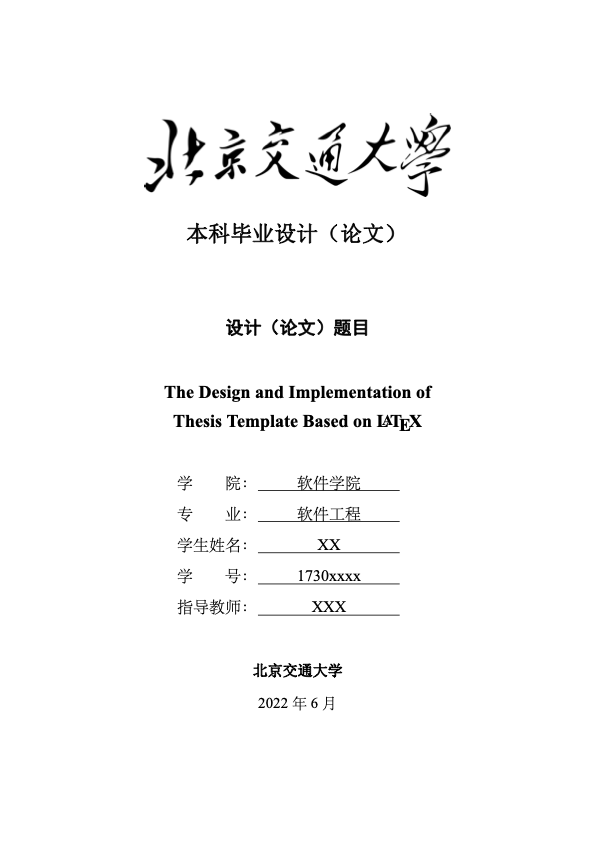 北京交通大學
本科毕业设计（论文）
设计（论文）题目
The Design and Implementation of
Thesis Template Based on LATEX
学 院： 软件学院
专 业： 软件工程
学生姓名： XX
学 号： 1730xxxx
指导教师： XXX
北京交通大学
2022 年 6 月